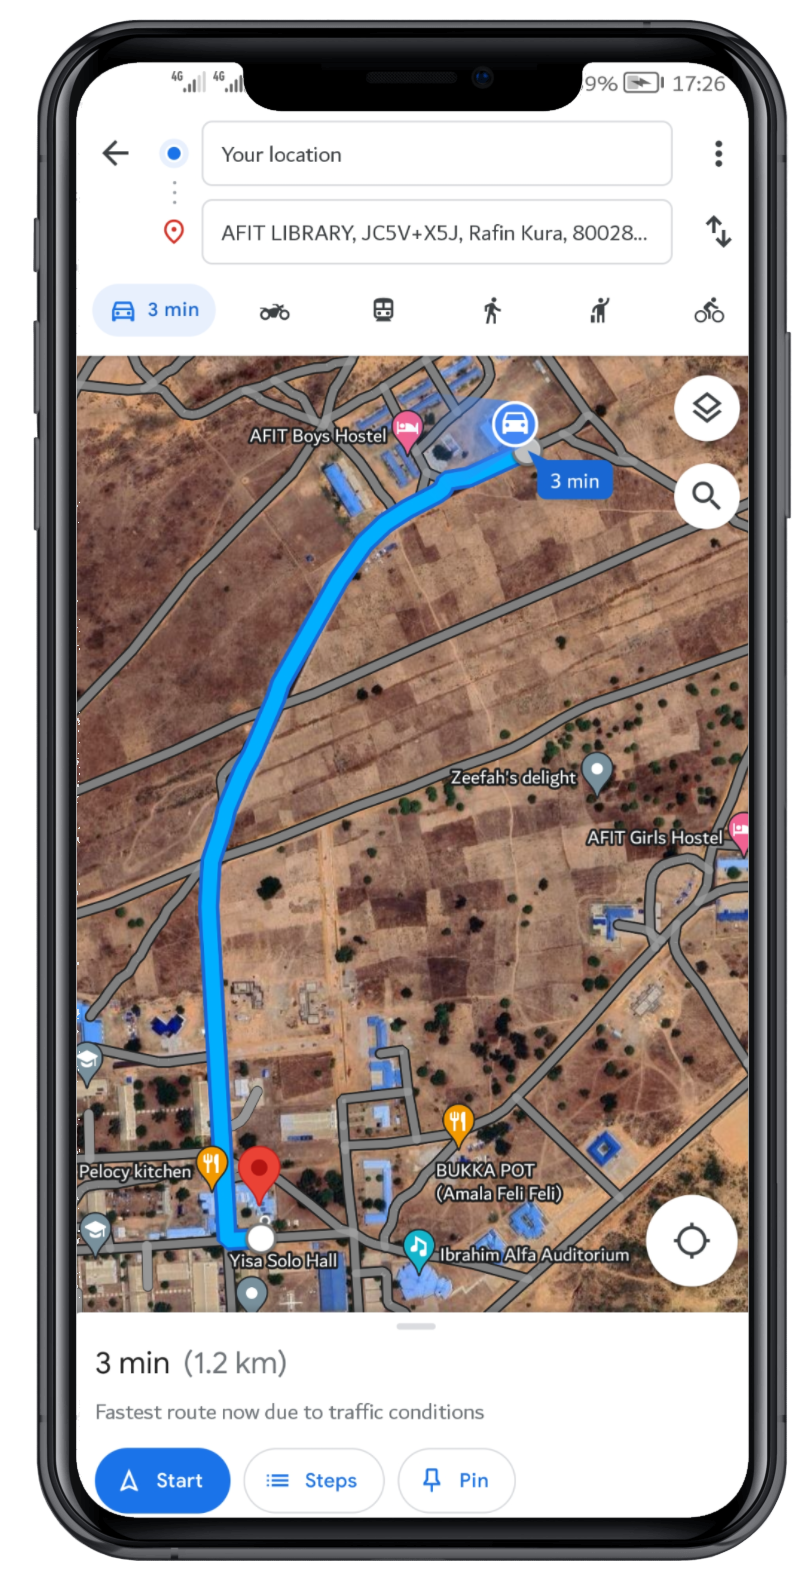 4G 4G 9% 17:26
Your location
AFIT LIBRARY, JC5V+X5J, Rafin Kura, 80028...
3 min
AFIT Boys Hostel
3 min
Zeefah's delight
AFIT Girls Hostel
Pelocy kitchen
BUKKA POT
(Amala Feli Feli)
Ibrahim Alfa Auditorium
Yisa Solo Hall
3 min (1.2 km)
Fastest route now due to traffic conditions
Start Steps Pin